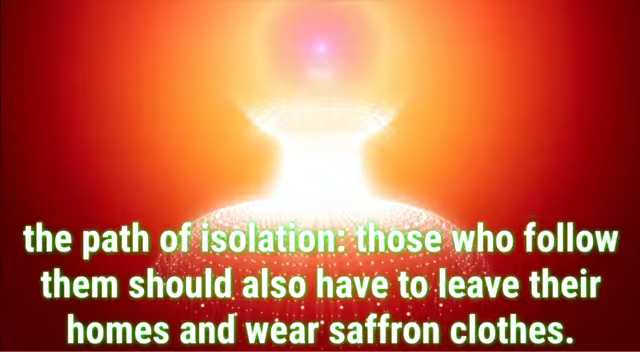 the path of isolation: those who follow
them should also have to leave their
homes and wear saffron clothes.